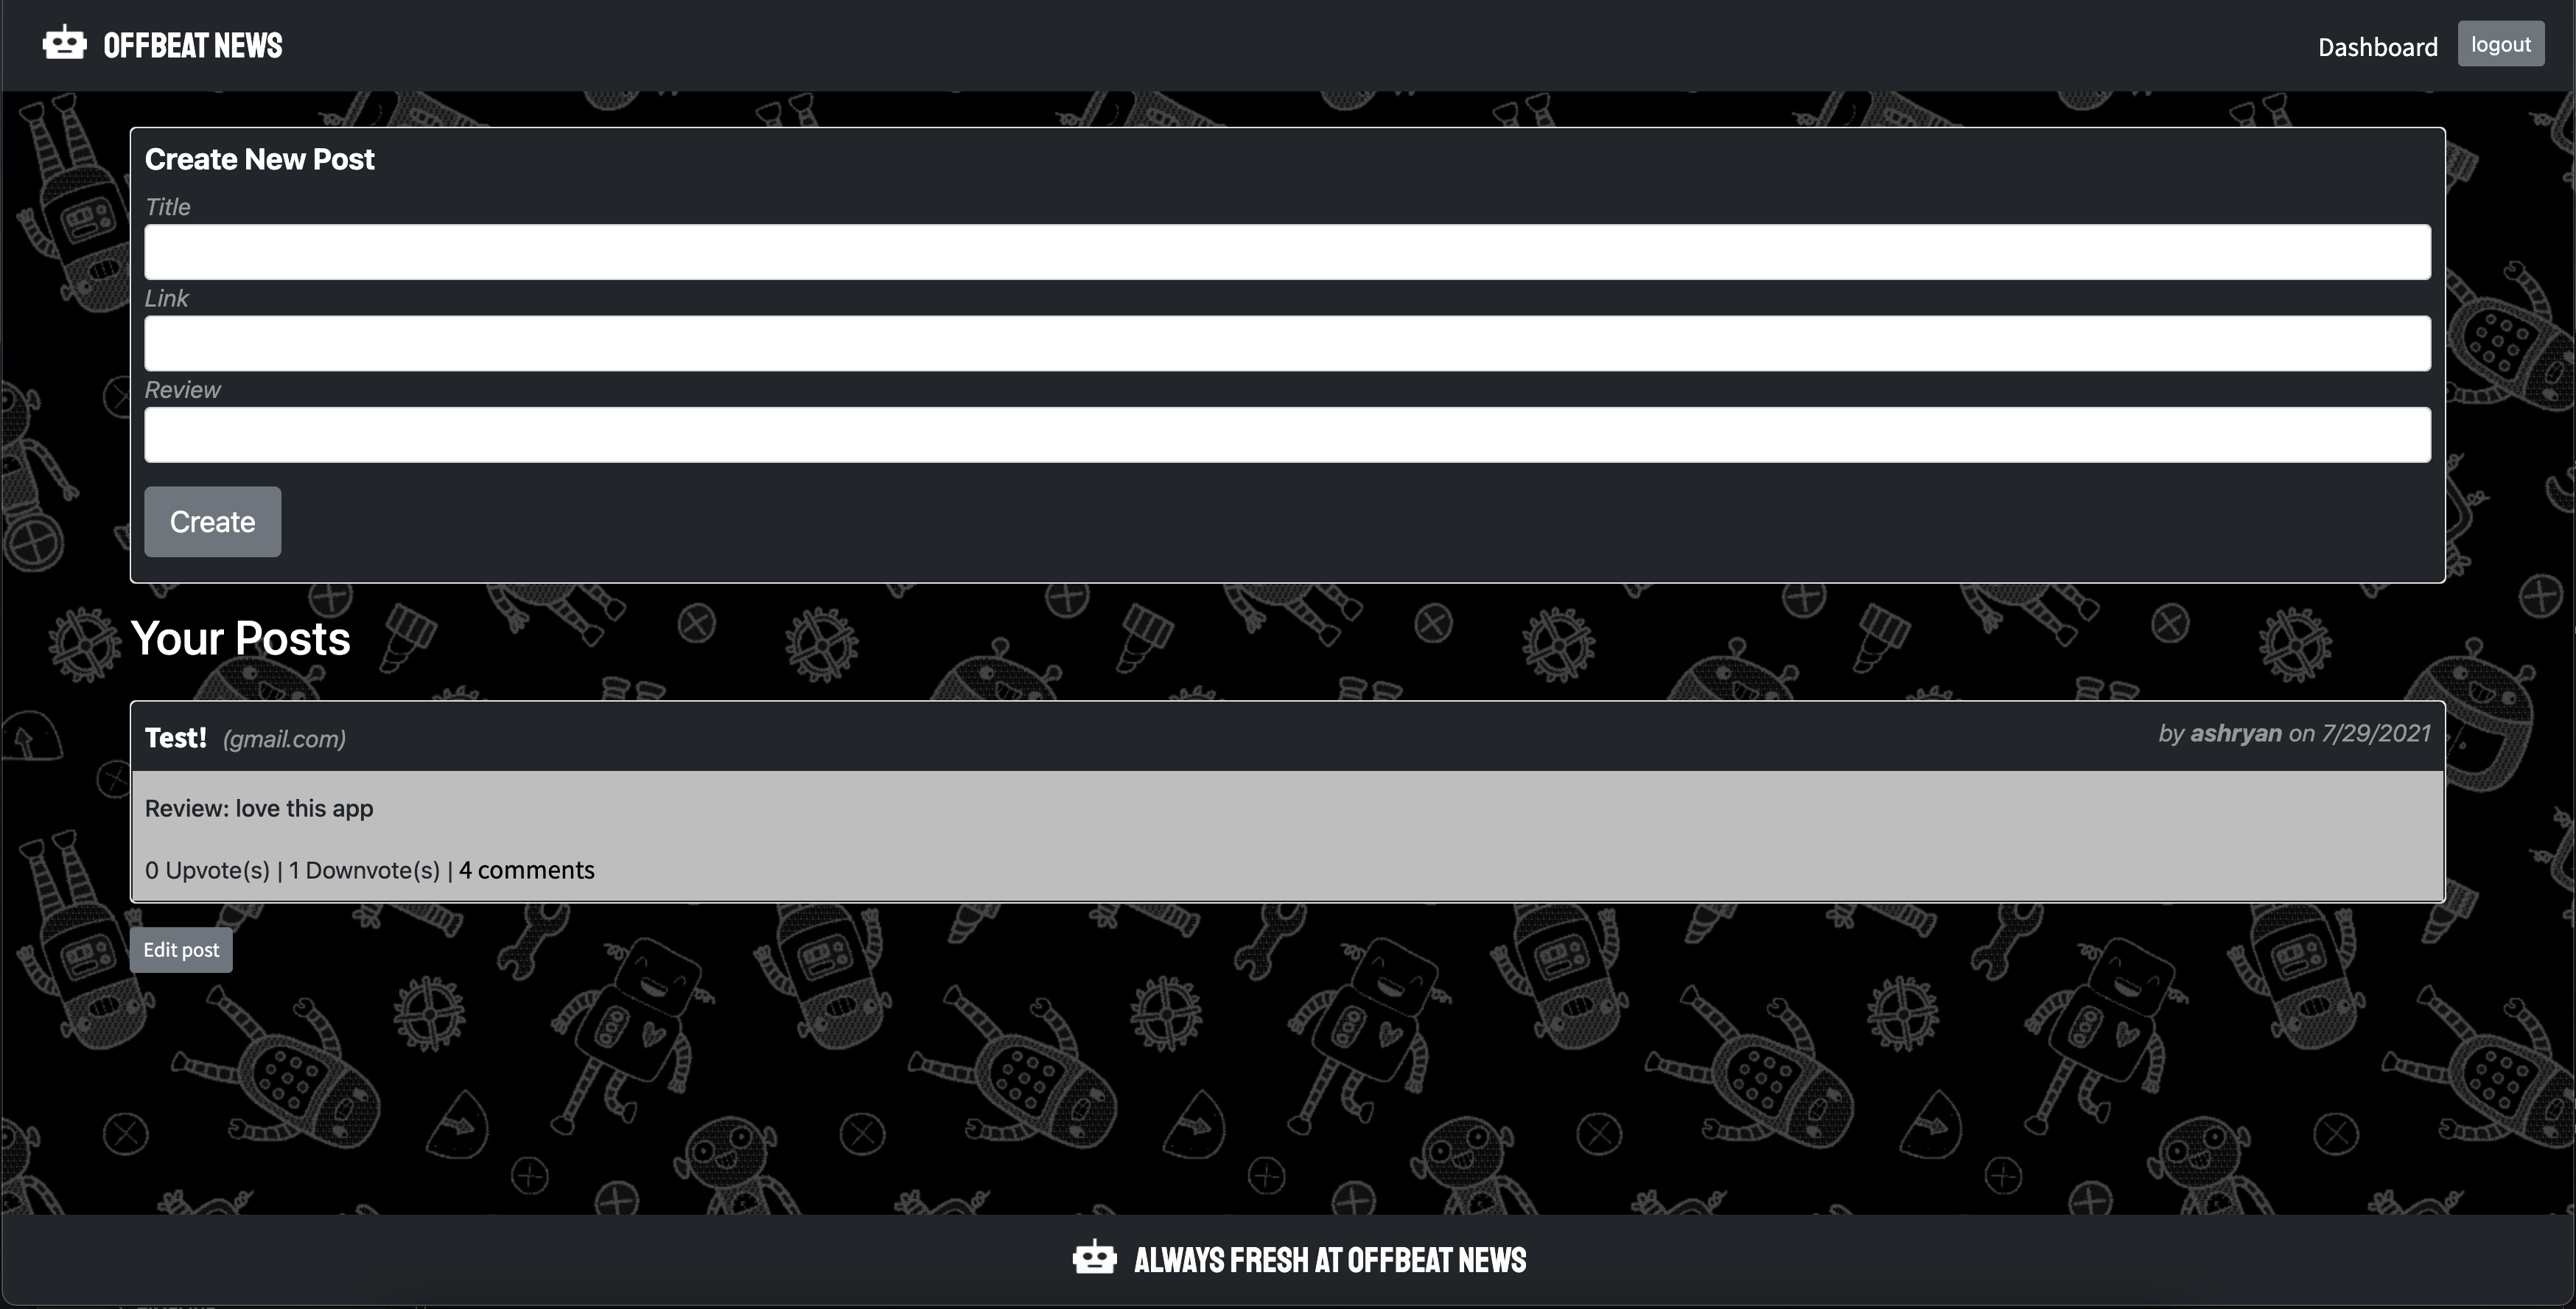 OFFBEAT NEWS
Dashboard logout
Create New Post
Title
Link
Review
Create
Your Posts
Test! (gmail.com) by ashryan on 7/29/2021
Review: love this app
0 Upvote(s) | 1 Downvote(s) | 4 comments
Edit post
ALWAYS FRESH AT OFFBEAT NEWS